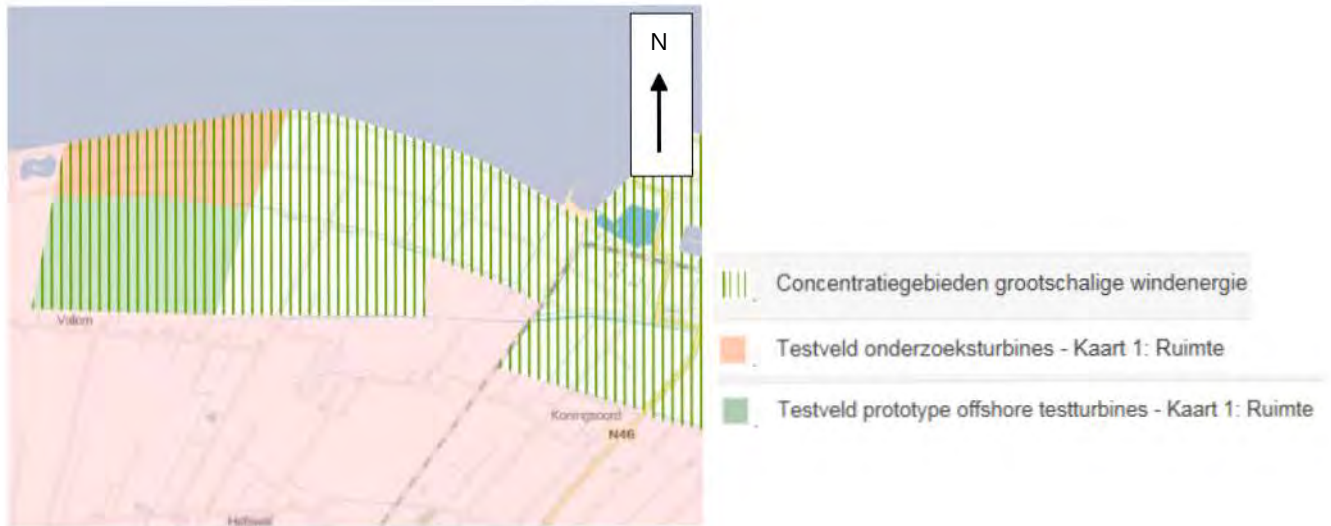 N
Concentratiegebieden grootschalige windenergie
Testveld onderzoeksturbines - Kaart 1: Ruimte
Testveld prototype offshore testturbines - Kaart 1: Ruimte
Valom
Koningsoord
N46